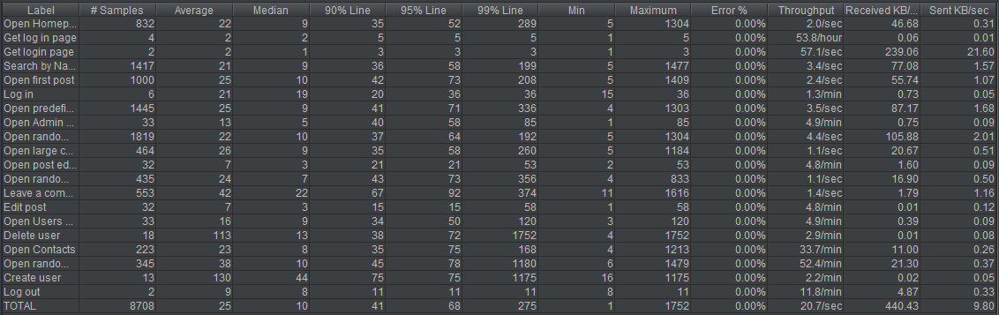 Label # Samples Average Median 90% Line 95% Line 99% Line Min Maximum Error % Throughput Received KB/... Sent KB/sec
Open Homep... 832 22 9 35 52 289 5 1304 0.00% 2.0/sec 46.68 0.31
Get log in page 4 2 2 5 5 5 1 5 0.00% 53.8/hour 0.06 0.01
Get login page 2 2 1 3 3 3 1 3 0.00% 57.1/sec 239.06 21.60
Search by Na... 1417 21 9 36 58 199 5 1477 0.00% 3.4/sec 77.08 1.57
Open first post 1000 25 10 42 73 208 5 1409 0.00% 2.4/sec 55.74 1.07
Log in 6 21 19 20 36 36 15 36 0.00% 1.3/min 0.73 0.05
Open predefi... 1445 25 9 41 71 336 4 1303 0.00% 3.5/sec 87.17 1.68
Open Admin ... 33 13 5 40 58 85 1 85 0.00% 4.9/min 0.75 0.09
Open rando... 1819 22 10 37 64 192 5 1304 0.00% 4.4/sec 105.88 2.01
Open large c... 464 26 9 35 58 260 5 1184 0.00% 1.1/sec 20.67 0.51
Open post ed... 32 7 3 21 21 53 2 53 0.00% 4.8/min 1.60 0.09
Open rando... 435 24 7 43 73 356 4 833 0.00% 1.1/sec 16.90 0.50
Leave a com... 553 42 22 67 92 374 11 1616 0.00% 1.4/sec 1.79 1.16
Edit post 32 7 3 15 15 58 1 58 0.00% 4.8/min 0.01 0.12
Open Users ... 33 16 9 34 50 120 3 120 0.00% 4.9/min 0.39 0.09
Delete user 18 113 13 38 72 1752 4 1752 0.00% 2.9/min 0.01 0.08
Open Contacts 223 23 8 35 75 168 4 1213 0.00% 33.7/min 11.00 0.26
Open rando... 345 38 10 45 78 1180 6 1479 0.00% 52.4/min 21.30 0.37
Create user 13 130 44 75 75 1175 16 1175 0.00% 2.2/min 0.02 0.05
Log out 2 9 8 11 11 11 8 11 0.00% 11.8/min 4.87 0.33
TOTAL 8708 25 10 41 68 275 1 1752 0.00% 20.7/sec 440.43 9.80